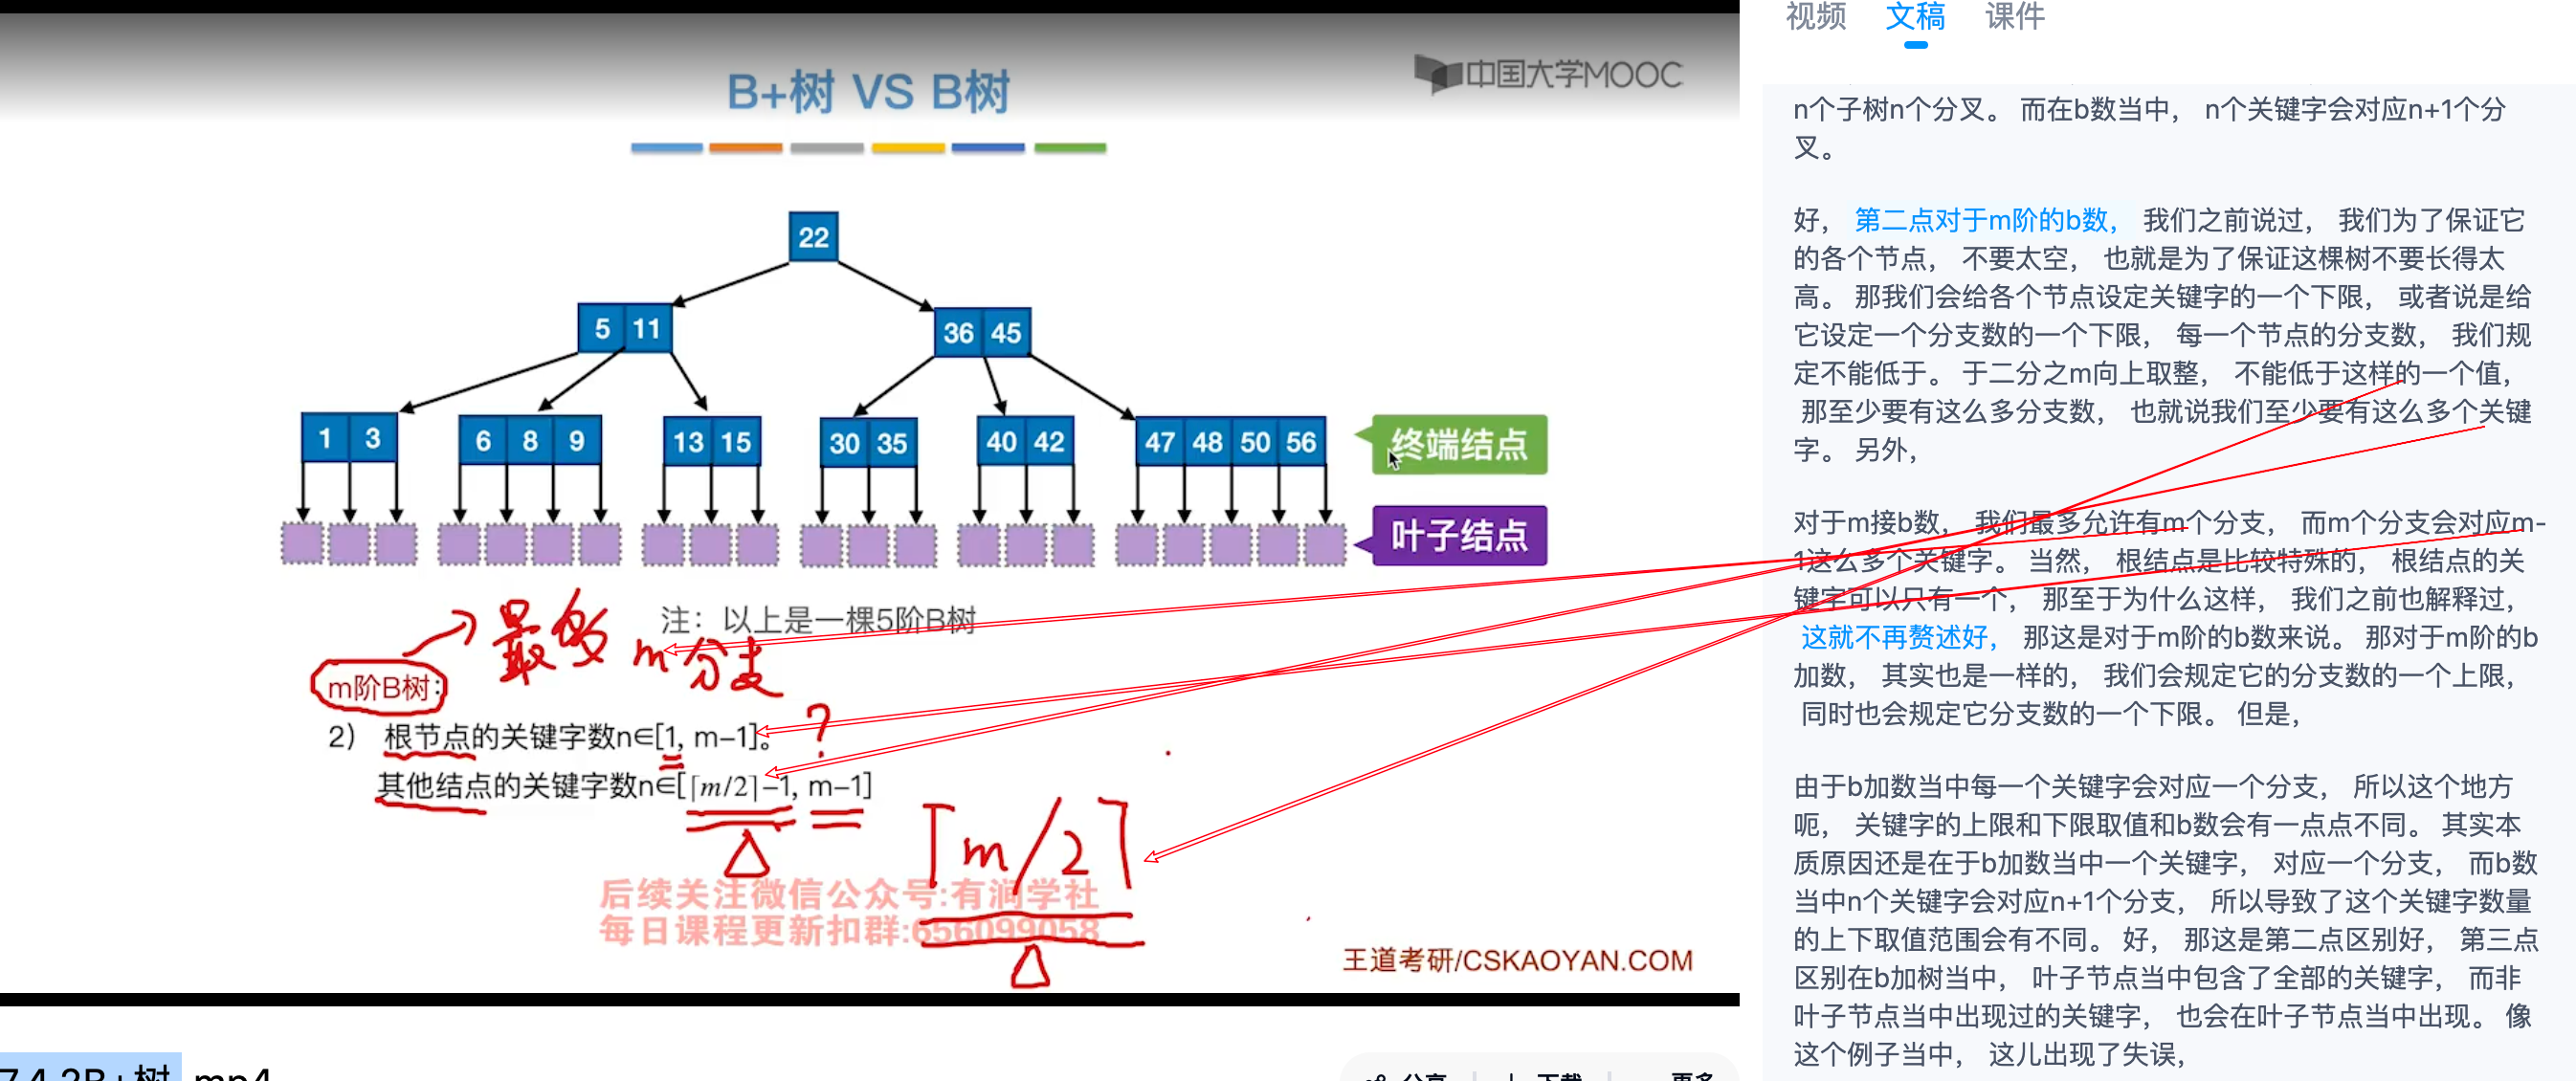 B+树 VS B树
中国大学MOOC
22
5 11
36 45
1 3
6 8 9
13 15
30 35
40 42
47 48 50 56
终端结点
叶子结点
注：以上是一棵5阶B树
最多 m分支
m阶B树:
2） 根节点的关键字数n∈[1, m–1]。
?
其他结点的关键字数n∈[⌈m/2⌉–1, m–1]
⌈m/2⌉
后续关注微信公众号:有涧学社
每日课程更新扣群:656099058
王道考研/CSKAOYAN.COM
7.4.2B+树 .mp4
分享
下载
更多
视频 文稿 课件
n个子树n个分叉。 而在b数当中， n个关键字会对应n+1个分
叉。
好， 第二点对于m阶的b数， 我们之前说过， 我们为了保证它
的各个节点， 不要太空， 也就是为了保证这棵树不要长得太
高。 那我们会给各个节点设定关键字的一个下限， 或者说是给
它设定一个分支数的一个下限， 每一个节点的分支数， 我们规
定不能低于。 于二分之m向上取整， 不能低于这样的一个值，
那至少要有这么多分支数， 也就说我们至少要有这么多个关键
字。 另外，
对于m接b数， 我们最多允许有m个分支， 而m个分支会对应m-
1这么多个关键字。 当然， 根结点是比较特殊的， 根结点的关
键字可以只有一个， 那至于为什么这样， 我们之前也解释过，
这就不再赘述好， 那这是对于m阶的b数来说。 那对于m阶的b
加数， 其实也是一样的， 我们会规定它的分支数的一个上限，
同时也会规定它分支数的一个下限。 但是，
由于b加数当中每一个关键字会对应一个分支， 所以这个地方
呃， 关键字的上限和下限取值和b数会有一点点不同。 其实本
质原因还是在于b加数当中一个关键字， 对应一个分支， 而b数
当中n个关键字会对应n+1个分支， 所以导致了这个关键字数量
的上下取值范围会有不同。 好， 那这是第二点区别好， 第三点
区别在b加树当中， 叶子节点当中包含了全部的关键字， 而非
叶子节点当中出现过的关键字， 也会在叶子节点当中出现。 像
这个例子当中， 这儿出现了失误，